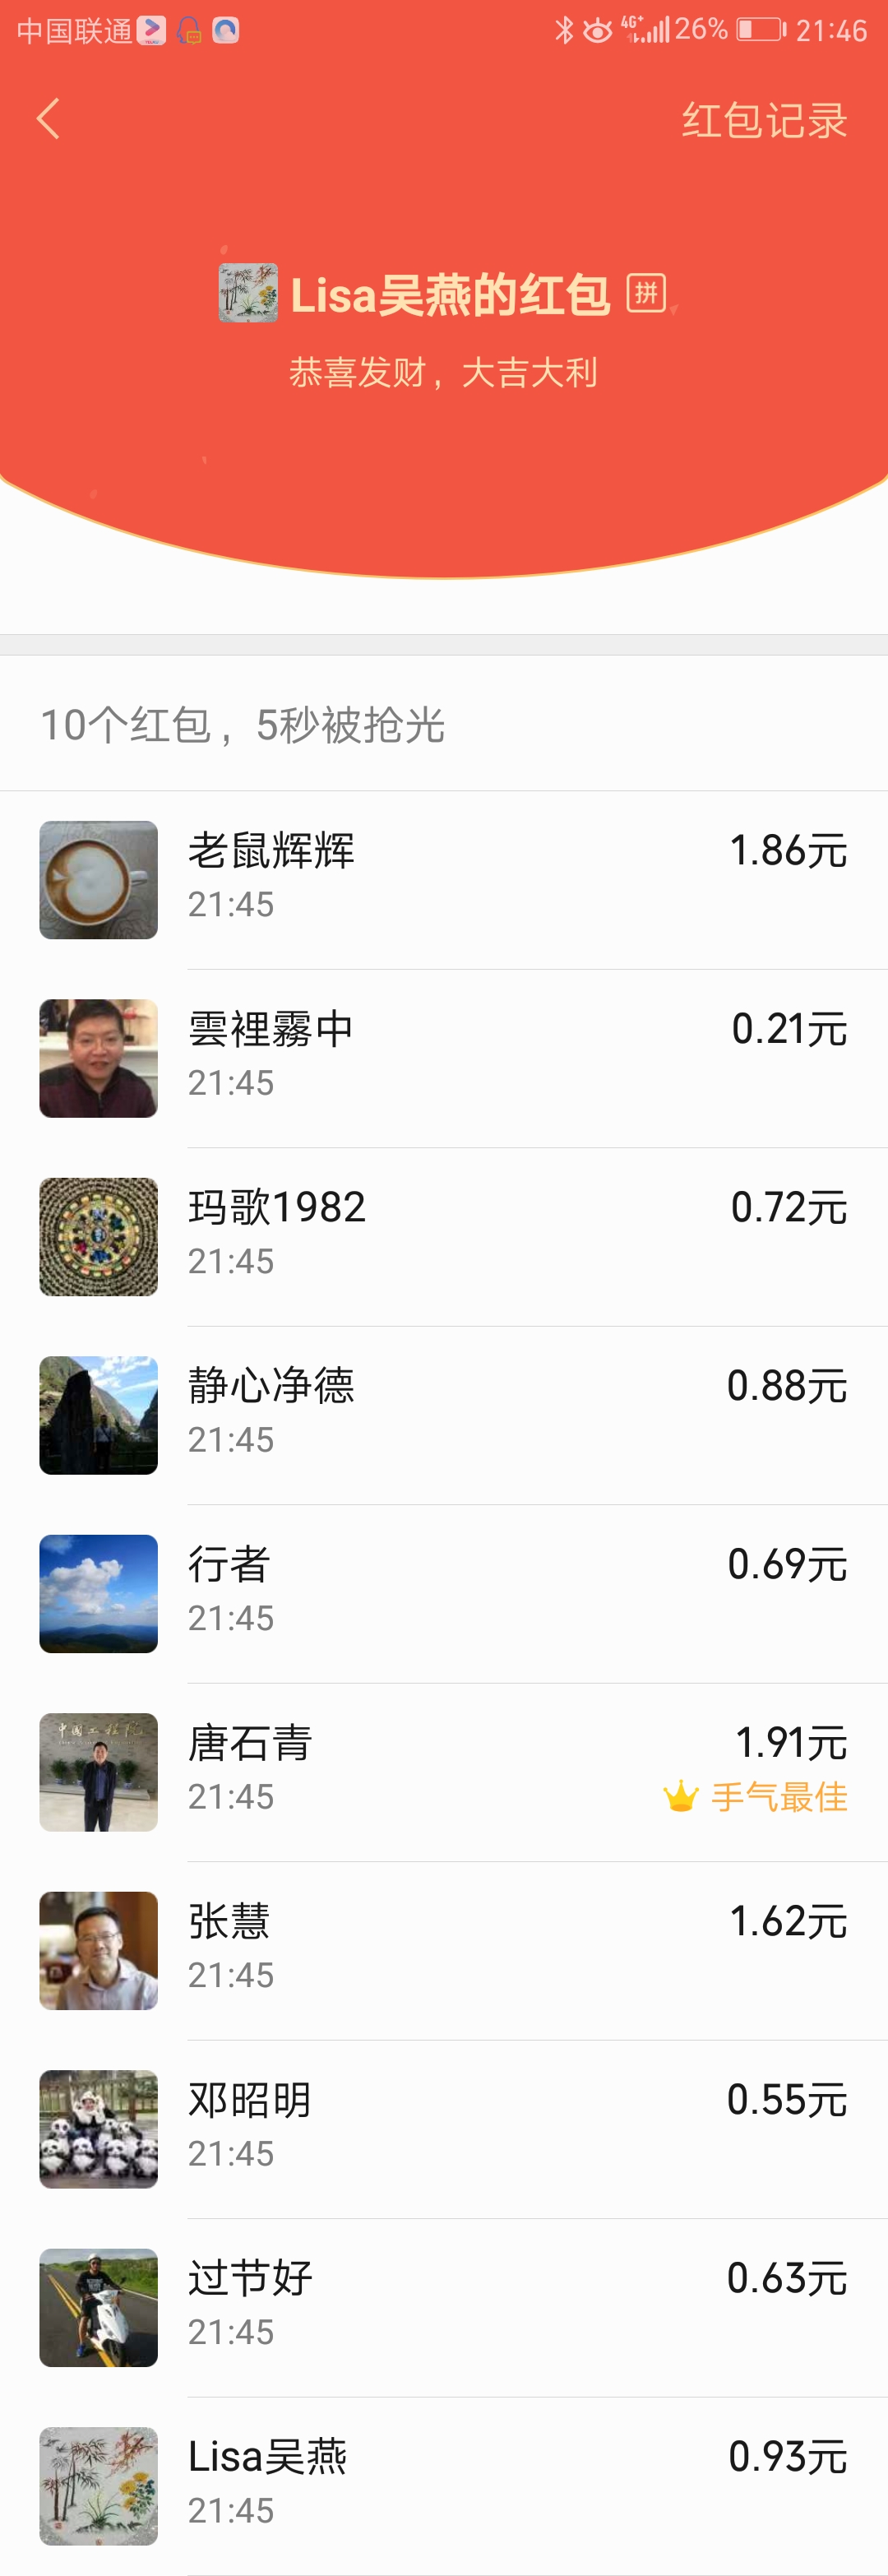 中国联通
4G+
26%
21:46
红包记录
Lisa吴燕的红包 拼
恭喜发财，大吉大利
10个红包，5秒被抢光
老鼠辉辉
1.86元
21:45
雲裡霧中
0.21元
21:45
玛歌1982
0.72元
21:45
静心净德
0.88元
21:45
行者
0.69元
21:45
唐石青
1.91元
21:45
手气最佳
中国工程院
张慧
1.62元
21:45
邓昭明
0.55元
21:45
过节好
0.63元
21:45
Lisa吴燕
0.93元
21:45